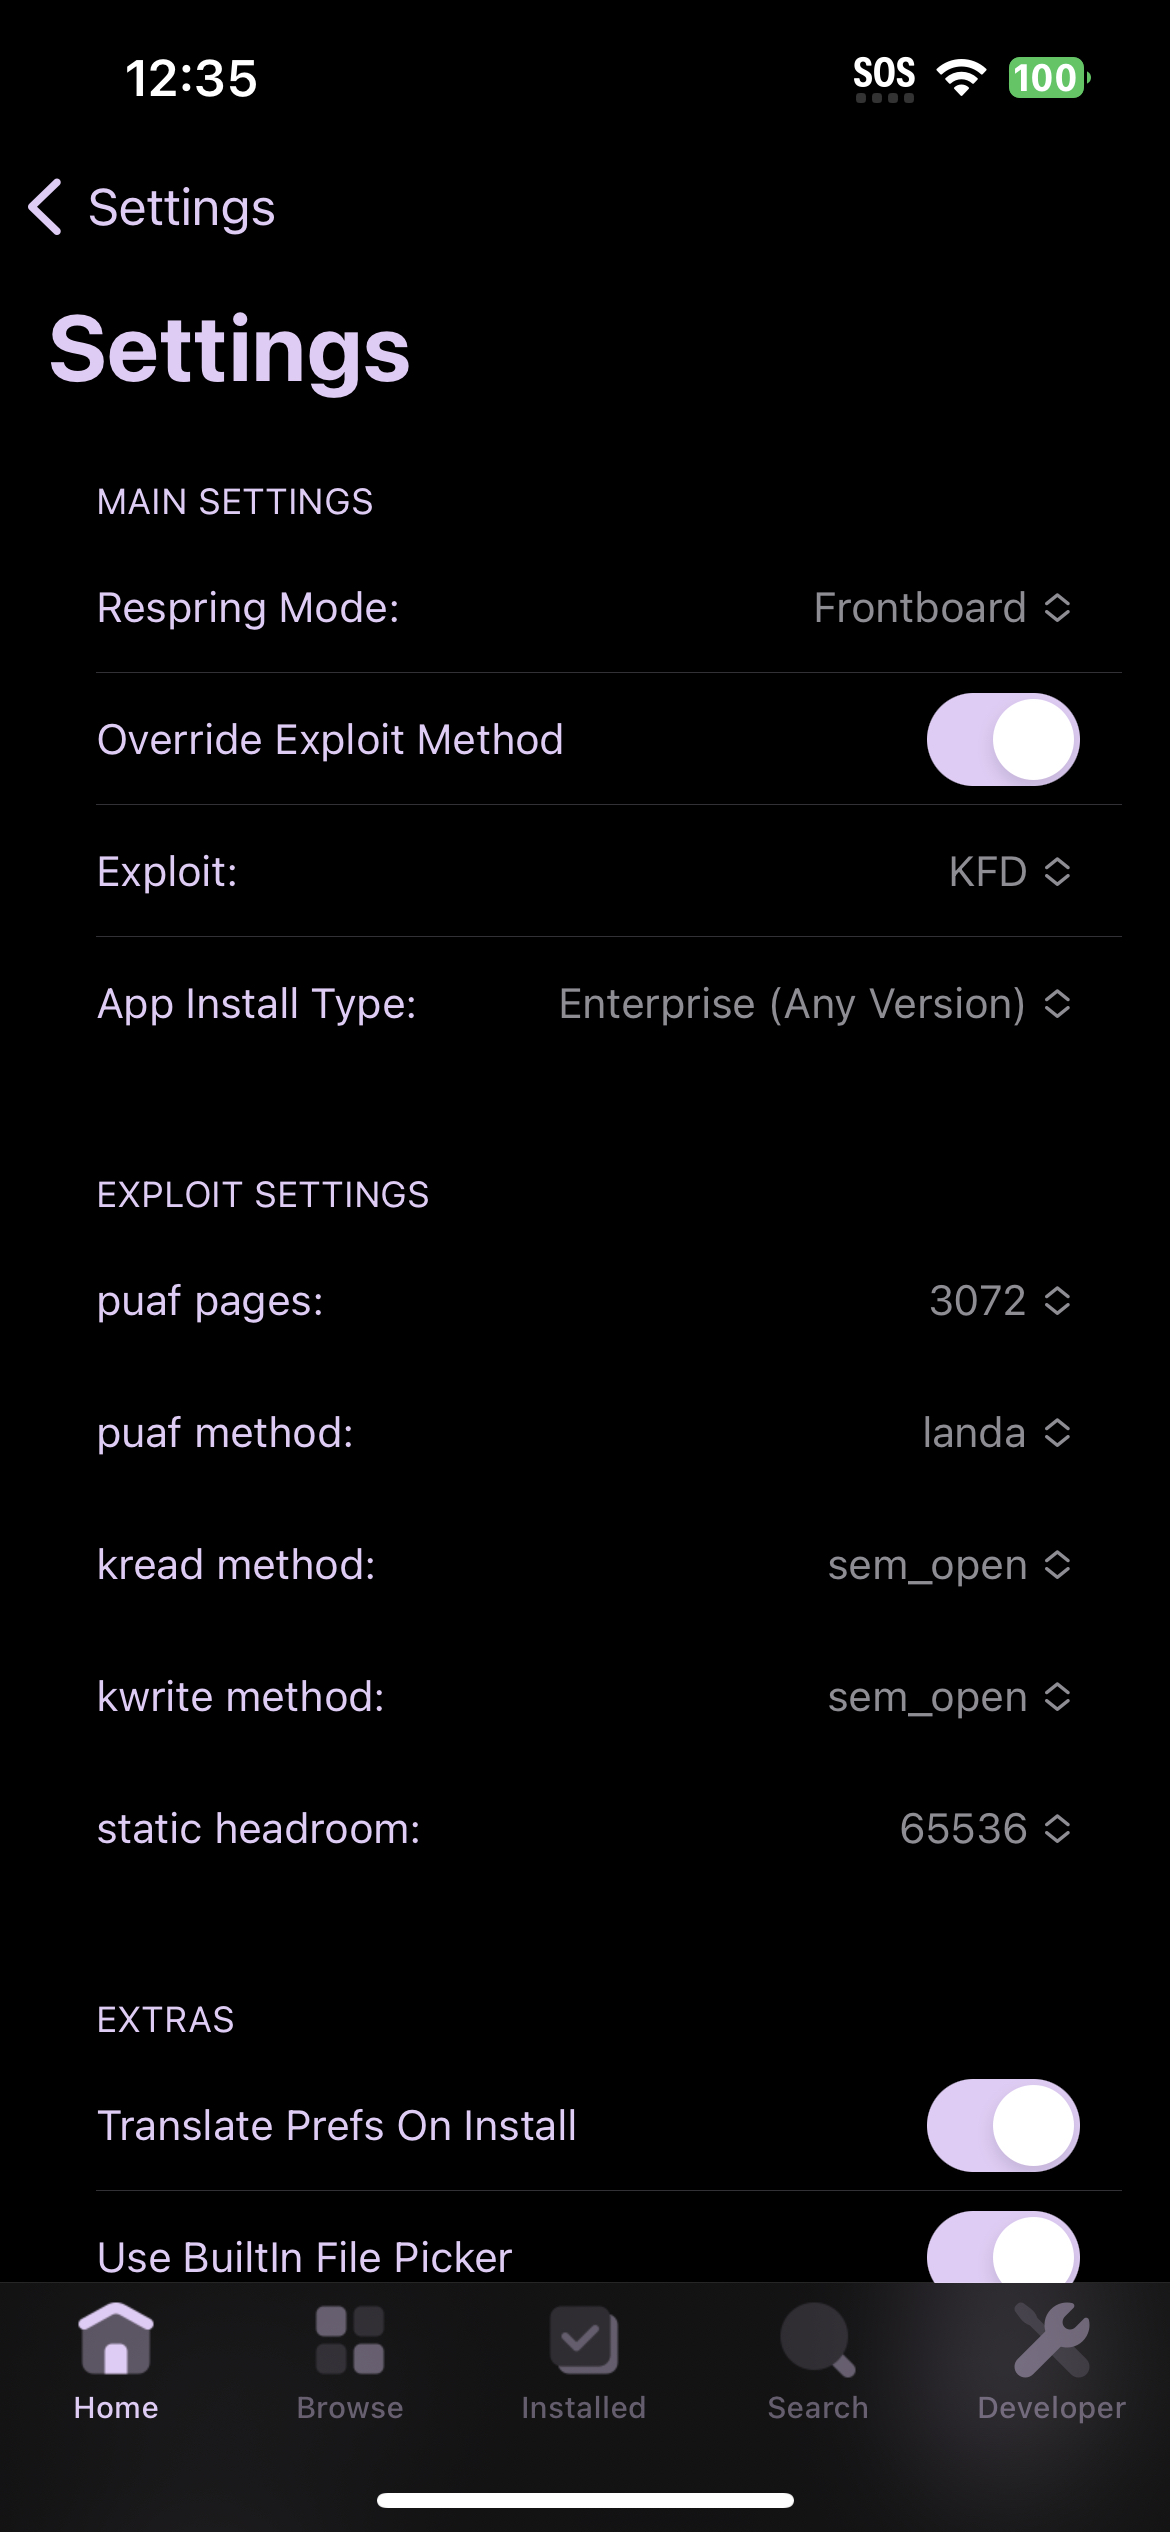 12:35
SOS
100
Settings
Settings
MAIN SETTINGS
Respring Mode: Frontboard
Override Exploit Method
Exploit: KFD
App Install Type: Enterprise (Any Version)
EXPLOIT SETTINGS
puaf pages: 3072
puaf method: landa
kread method: sem_open
kwrite method: sem_open
static headroom: 65536
EXTRAS
Translate Prefs On Install
Use BuiltIn File Picker
Home Browse Installed Search Developer